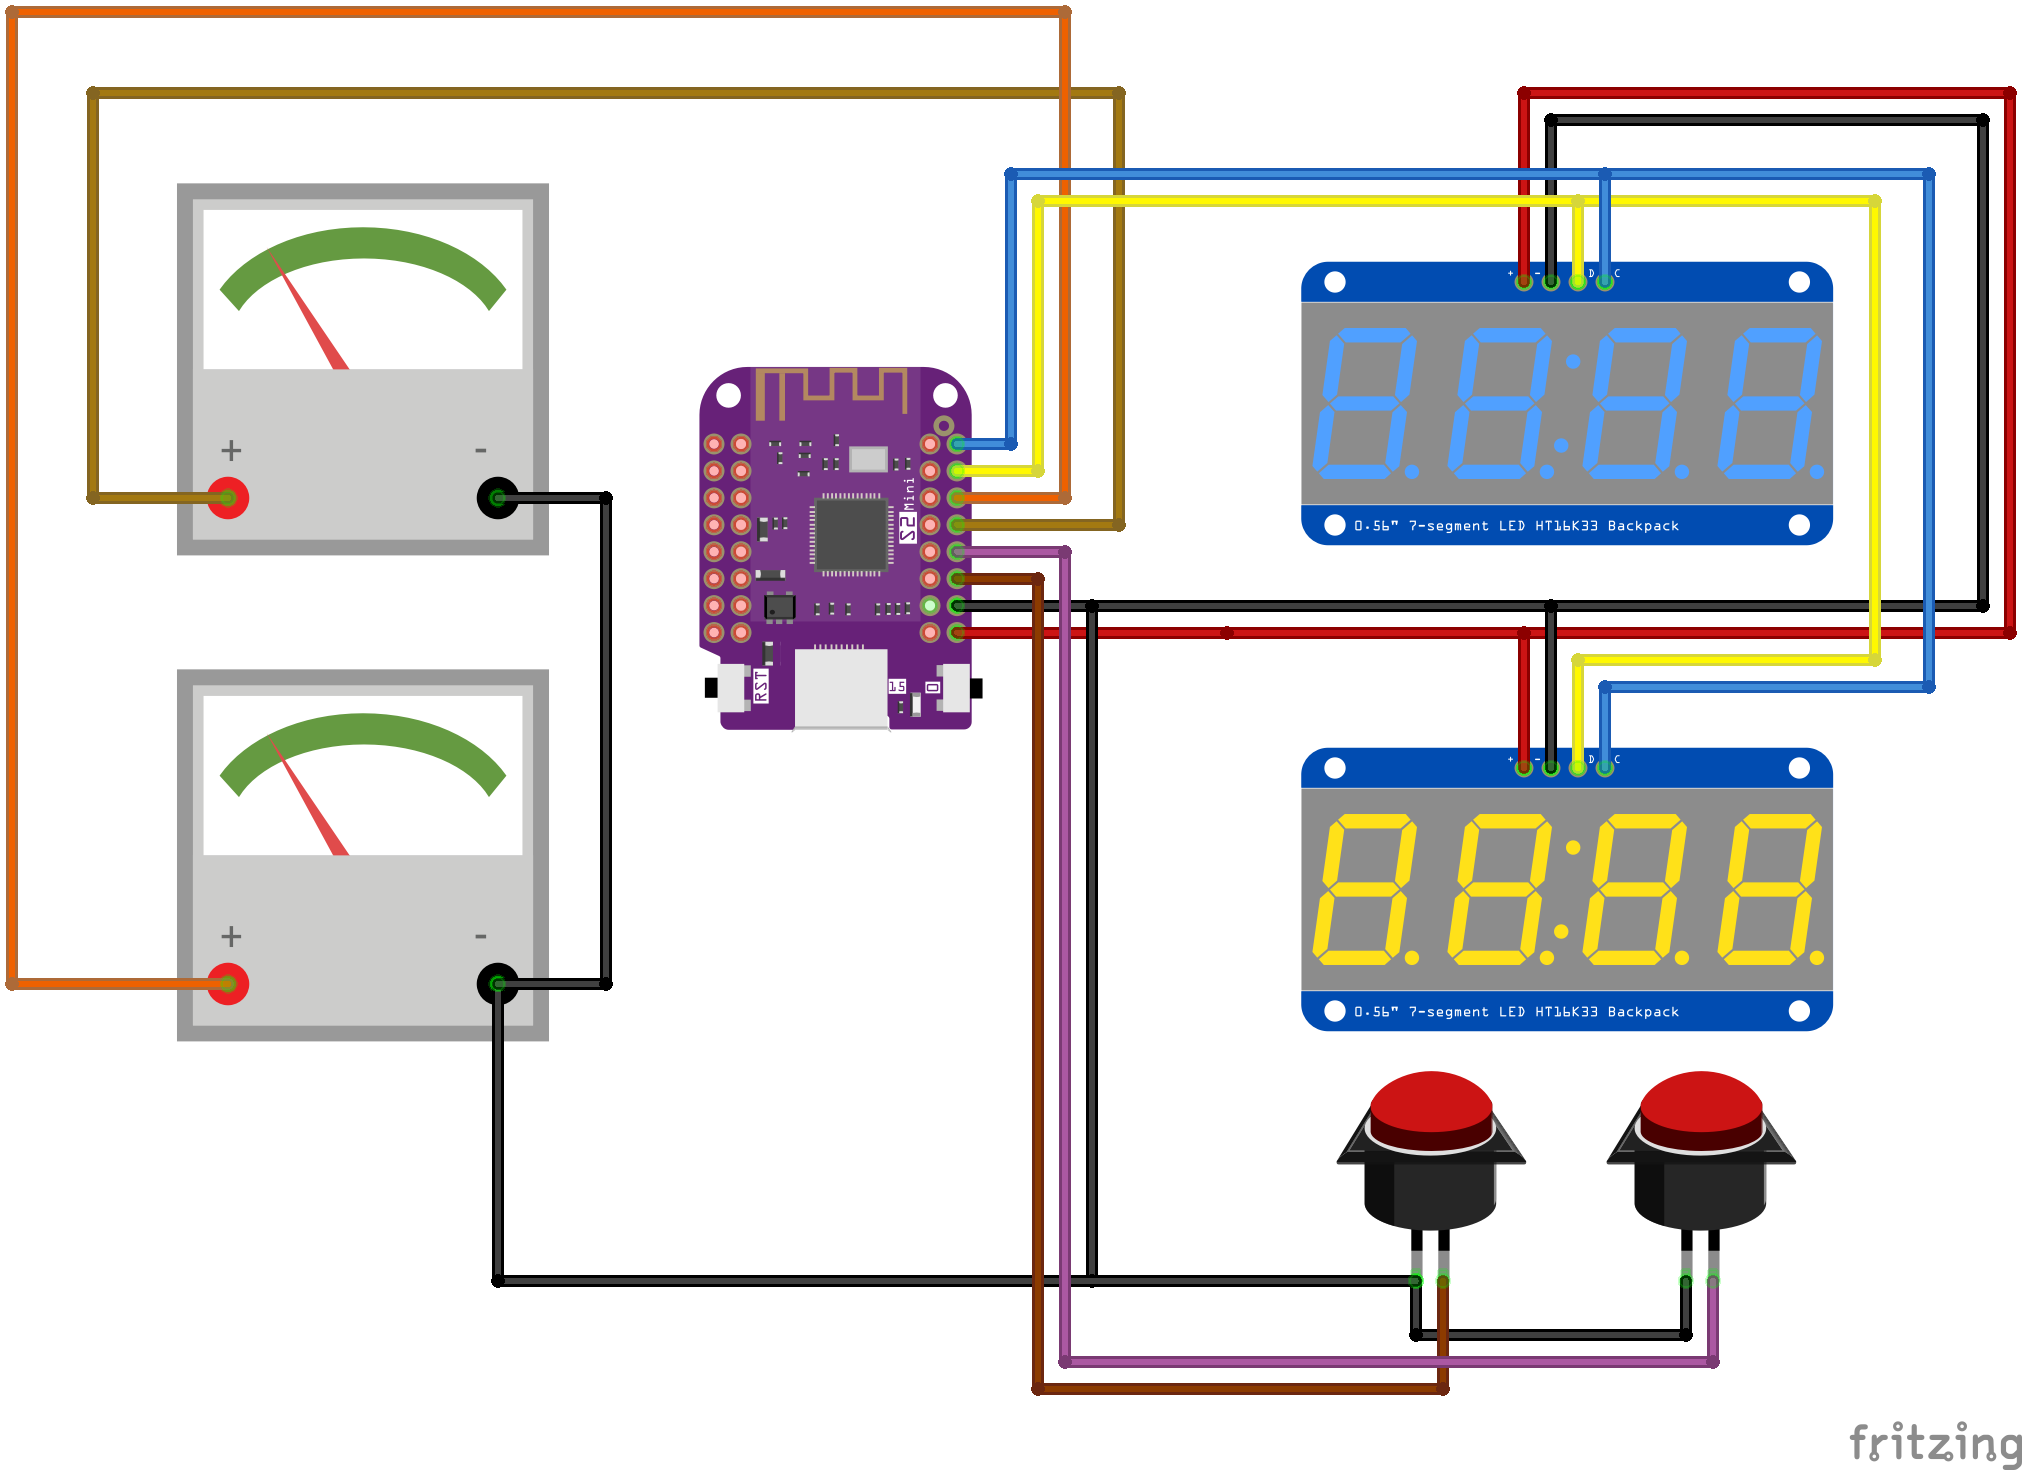 + -
+ -
S2 Mini
RST
15
0
+ - D C
0.56" 7-segment LED HT16K33 Backpack
+ - D C
0.56" 7-segment LED HT16K33 Backpack
fritzing